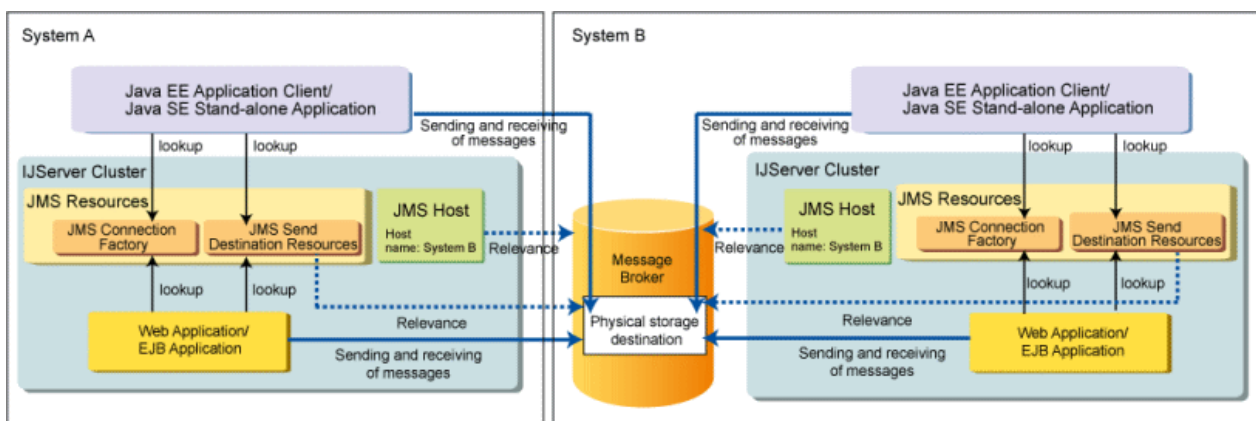 System A
Java EE Application Client/
Java SE Stand-alone Application
Sending and receiving
of messages
lookup
lookup
IJServer Cluster
JMS Resources
JMS Connection
Factory
JMS Send
Destination Resources
JMS Host
Host
name: System B
Relevance
lookup
lookup
Web Application/
EJB Application
Relevance
Sending and receiving
of messages
System B
Java EE Application Client/
Java SE Stand-alone Application
Sending and receiving
of messages
lookup
lookup
IJServer Cluster
Message
Broker
Physical storage
destination
JMS Host
Host
name: System B
Relevance
JMS Resources
JMS Connection
Factory
JMS Send
Destination Resources
lookup
lookup
Relevance
Web Application/
EJB Application
Sending and receiving
of messages